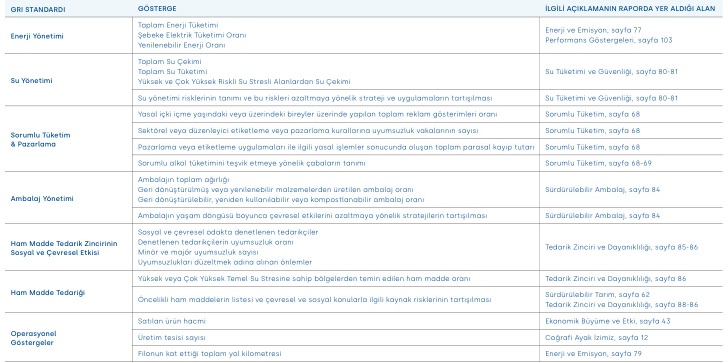 GRI STANDARDI
GÖSTERGE
İLGİLİ AÇIKLAMANIN RAPORDA YER ALDIĞI ALAN
Enerji Yönetimi
Toplam Enerji Tüketimi
Şebeke Elektrik Tüketimi Oranı
Yenilenebilir Enerji Oranı
Enerji ve Emisyon, sayfa 77
Performans Göstergeleri, sayfa 103
Su Yönetimi
Toplam Su Çekimi
Toplam Su Tüketimi
Yüksek ve Çok Yüksek Riskli Su Stresli Alanlardan Su Çekimi
Su Tüketimi ve Güvenliği, sayfa 80-81
Su yönetimi risklerinin tanımı ve bu riskleri azaltmaya yönelik strateji ve uygulamaların tartışılması
Su Tüketimi ve Güvenliği, sayfa 80-81
Sorumlu Tüketim
& Pazarlama
Yasal içki içme yaşındaki veya üzerindeki bireyler üzerinde yapılan toplam reklam gösterimleri oranı
Sorumlu Tüketim, sayfa 68
Sektörel veya düzenleyici etiketleme veya pazarlama kurallarına uyumsuzluk vakalarının sayısı
Sorumlu Tüketim, sayfa 68
Pazarlama veya etiketleme uygulamaları ile ilgili yasal işlemler sonucunda oluşan toplam parasal kayıp tutarı
Sorumlu Tüketim, sayfa 68
Sorumlu alkol tüketimini teşvik etmeye yönelik çabaların tanımı
Sorumlu Tüketim, sayfa 68-69
Ambalaj Yönetimi
Ambalajın toplam ağırlığı
Geri dönüştürülmüş veya yenilenebilir malzemelerden üretilen ambalaj oranı
Geri dönüştürülebilir, yeniden kullanılabilir veya kompostlanabilir ambalaj oranı
Sürdürülebilir Ambalaj, sayfa 84
Ambalajın yaşam döngüsü boyunca çevresel etkilerini azaltmaya yönelik stratejilerin tartışılması
Sürdürülebilir Ambalaj, sayfa 84
Ham Madde Tedarik Zincirinin
Sosyal ve Çevresel Etkisi
Sosyal ve çevresel odakta denetlenen tedarikçiler
Denetlenen tedarikçilerin uyumsuzluk oranı
Minör ve majör uyumsuzluk sayısı
Uyumsuzlukları düzeltmek adına alınan önlemler
Tedarik Zinciri ve Dayanıklılığı, sayfa 85-86
Ham Madde Tedariği
Yüksek veya Çok Yüksek Temel Su Stresine sahip bölgelerden temin edilen ham madde oranı
Tedarik Zinciri ve Dayanıklılığı, sayfa 86
Öncelikli ham maddelerin listesi ve çevresel ve sosyal konularla ilgili kaynak risklerinin tartışılması
Sürdürülebilir Tarım, sayfa 62
Tedarik Zinciri ve Dayanıklılığı, sayfa 88-86
Operasyonel
Göstergeler
Satılan ürün hacmi
Ekonomik Büyüme ve Etki, sayfa 43
Üretim tesisi sayısı
Coğrafi Ayak İzimiz, sayfa 12
Filonun kat ettiği toplam yol kilometresi
Enerji ve Emisyon, sayfa 79